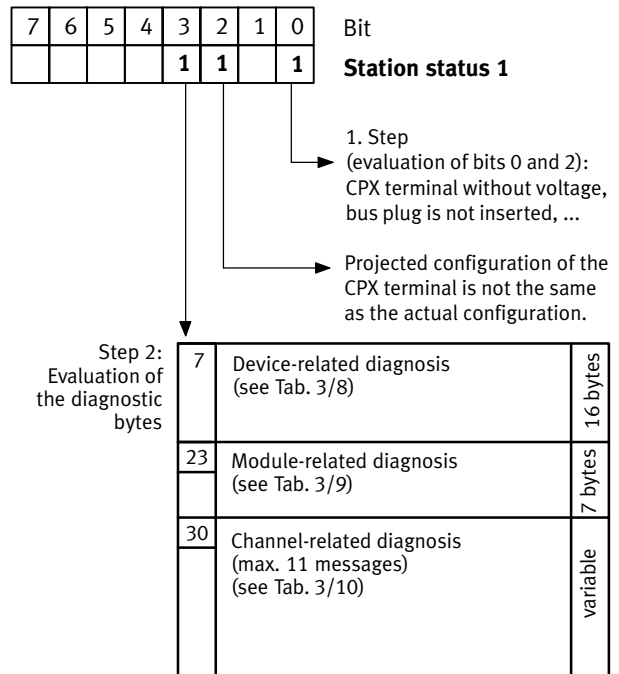 7 6 5 4 3 2 1 0 Bit
1 1 1 Station status 1
1. Step
(evaluation of bits 0 and 2):
CPX terminal without voltage,
bus plug is not inserted, ...
Projected configuration of the
CPX terminal is not the same
as the actual configuration.
Step 2:
Evaluation of
the diagnostic
bytes
7
Device-related diagnosis
(see Tab. 3/8)
16 bytes
23
Module-related diagnosis
(see Tab. 3/9)
7 bytes
30
Channel-related diagnosis
(max. 11 messages)
(see Tab. 3/10)
variable